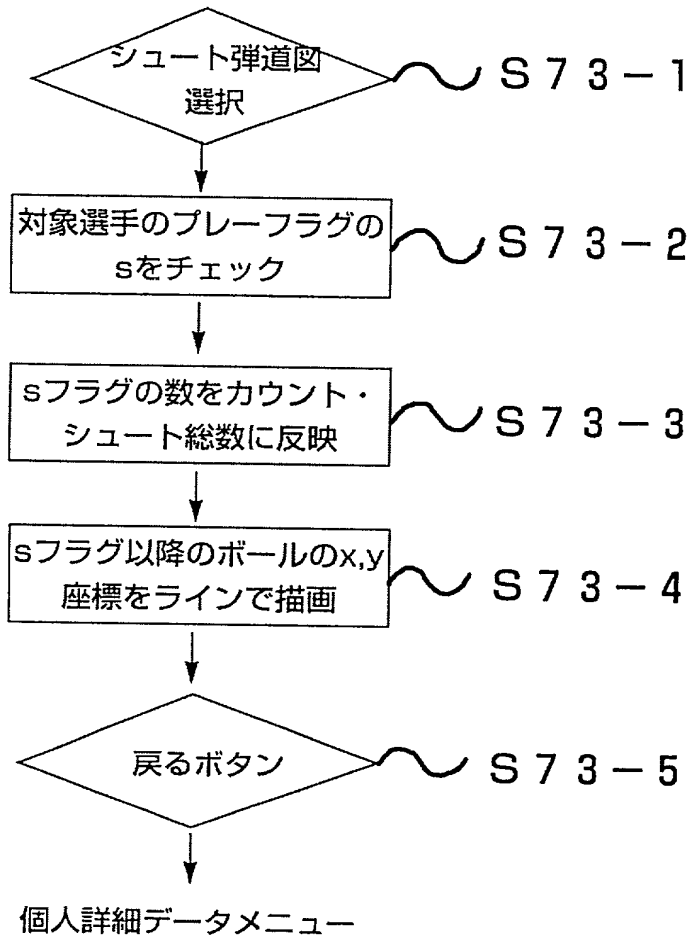 シュート弾道図
選択
S73-1
対象選手のプレーフラグの
sをチェック
S73-2
sフラグの数をカウント・
シュート総数に反映
S73-3
sフラグ以降のボールのx,y
座標をラインで描画
S73-4
戻るボタン
S73-5
個人詳細データメニュー